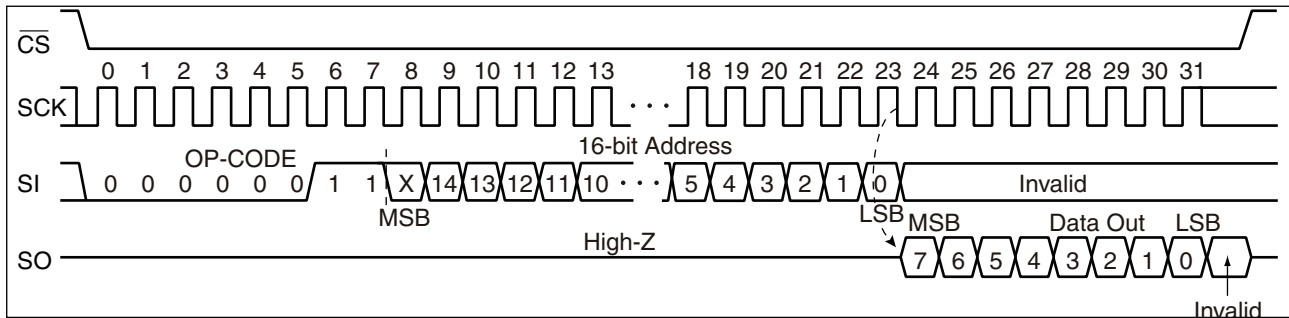 CS
0 1 2 3 4 5 6 7 8 9 10 11 12 13 18 19 20 21 22 23 24 25 26 27 28 29 30 31
SCK
· · ·
OP-CODE 16-bit Address
SI 0 0 0 0 0 0 1 1 X 14 13 12 11 10 · · · 5 4 3 2 1 0 Invalid
MSB LSB MSB Data Out LSB
High-Z
SO 7 6 5 4 3 2 1 0
Invalid